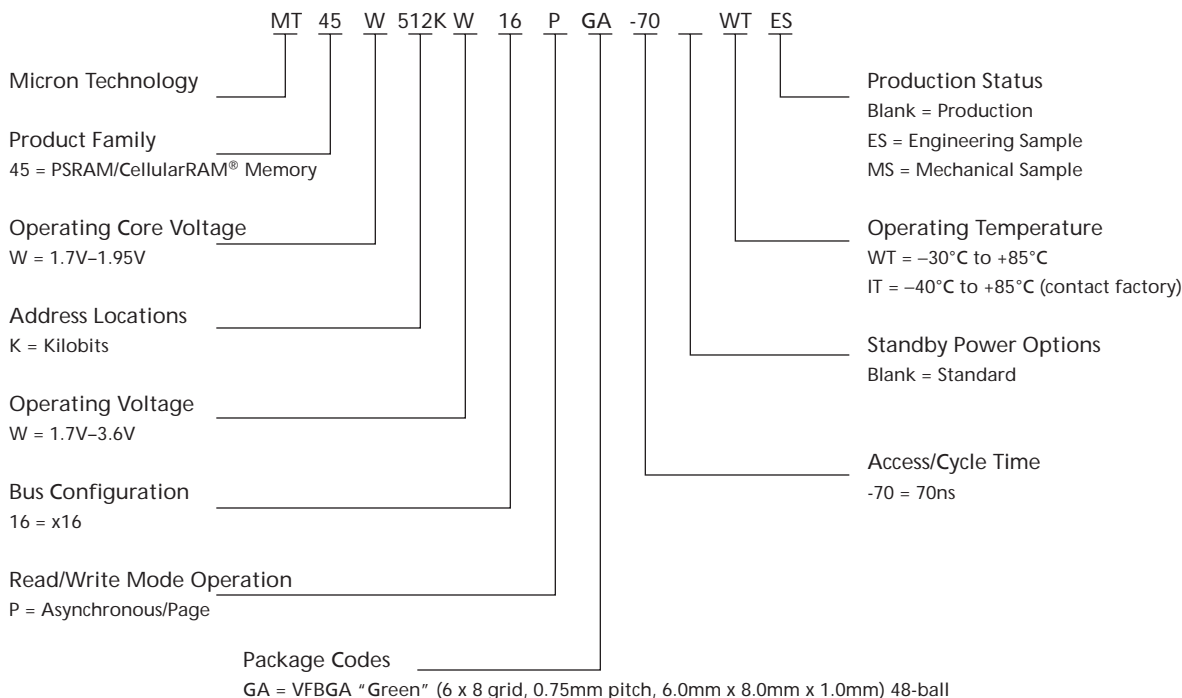 MT 45 W 512K W 16 P GA -70 WT ES
Micron Technology
Product Family
45 = PSRAM/CellularRAM® Memory
Operating Core Voltage
W = 1.7V–1.95V
Address Locations
K = Kilobits
Operating Voltage
W = 1.7V–3.6V
Bus Configuration
16 = x16
Read/Write Mode Operation
P = Asynchronous/Page
Package Codes
GA = VFBGA “Green” (6 x 8 grid, 0.75mm pitch, 6.0mm x 8.0mm x 1.0mm) 48-ball
Production Status
Blank = Production
ES = Engineering Sample
MS = Mechanical Sample
Operating Temperature
WT = –30°C to +85°C
IT = –40°C to +85°C (contact factory)
Standby Power Options
Blank = Standard
Access/Cycle Time
-70 = 70ns